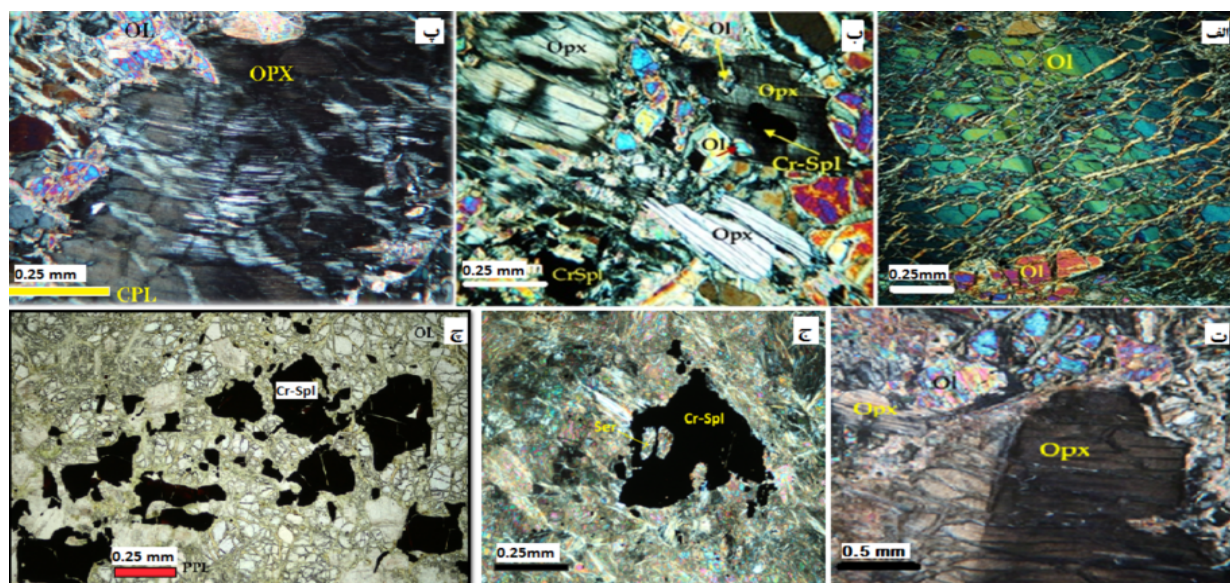 الف
Ol
Ol
0.25mm
ب
Ol
Opx
Opx
Ol
Cr-Spl
Opx
CrSpl
0.25 mm
پ
OL
OPX
0.25 mm
CPL
ت
Ol
Opx
Opx
0.5 mm
ج
Cr-Spl
Ser
0.25mm
چ
OL
Cr-Spl
0.25 mm
PPL